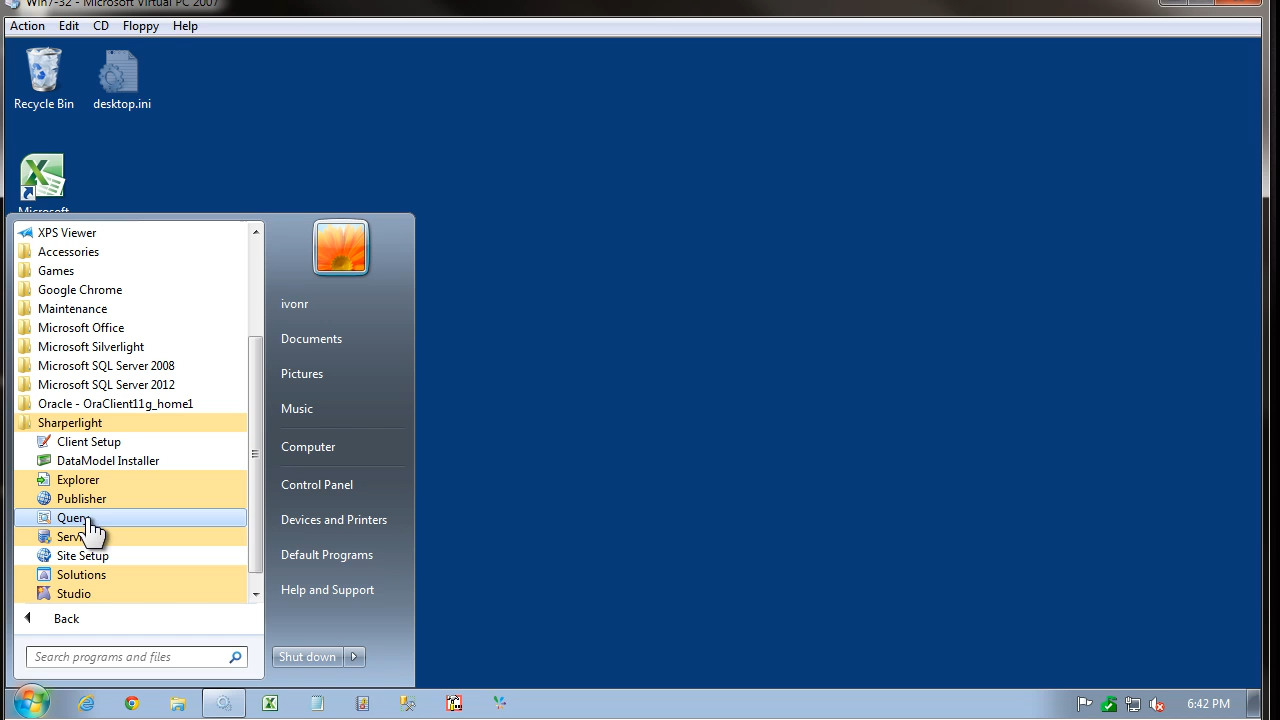 Win7-32 - Microsoft Virtual PC 2007
Action Edit CD Floppy Help
Recycle Bin
desktop.ini
Microsoft
XPS Viewer
Accessories
Games
Google Chrome
Maintenance
Microsoft Office
Microsoft Silverlight
Microsoft SQL Server 2008
Microsoft SQL Server 2012
Oracle - OraClient11g_home1
Sharperlight
Client Setup
DataModel Installer
Explorer
Publisher
Query
Site Setup
Solutions
Studio
Back
Search programs and files
ivonr
Documents
Pictures
Music
Computer
Control Panel
Devices and Printers
Default Programs
Help and Support
Shut down
6:42 PM